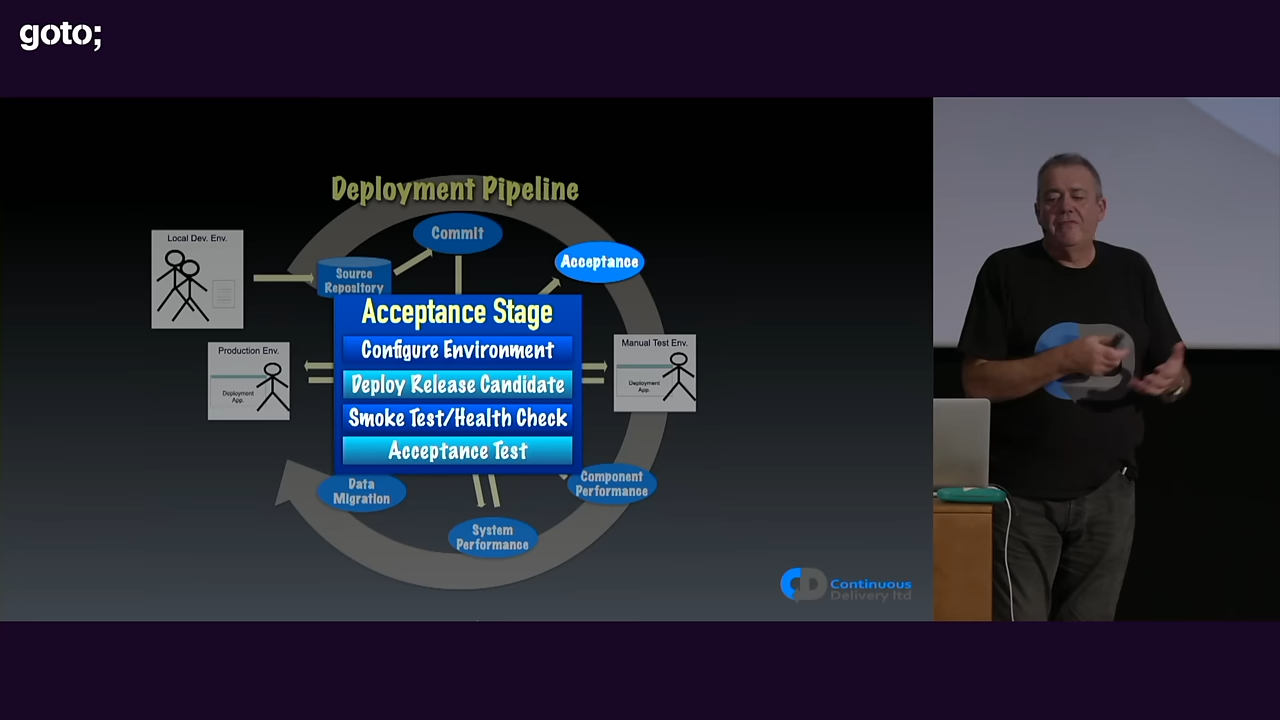 goto;
Deployment Pipeline
Local Dev. Env.
Commit
Acceptance
Source
Repository
Acceptance Stage
Configure Environment
Deploy Release Candidate
Smoke Test/Health Check
Acceptance Test
Production Env.
Deployment
App.
Manual Test Env.
Deployment
App.
Data
Migration
Component
Performance
System
Performance
CD Continuous
Delivery ltd